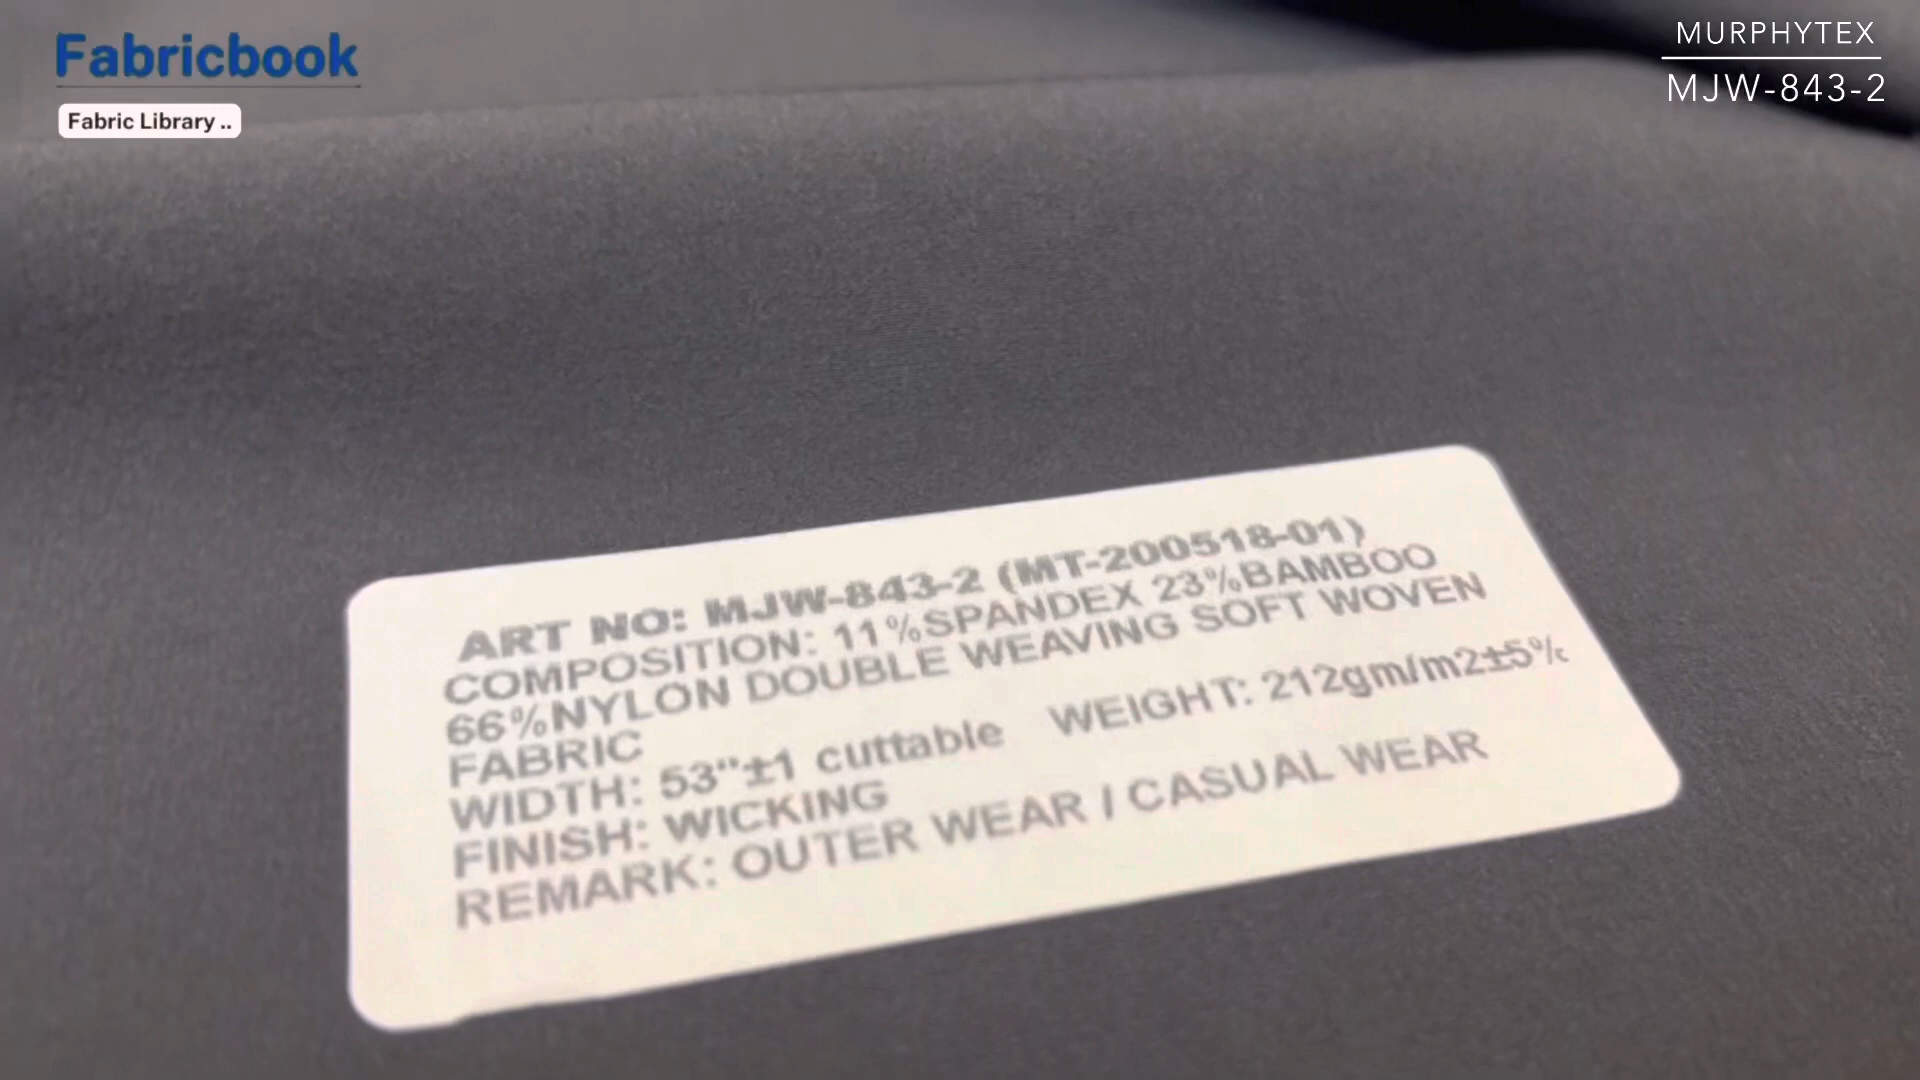 Fabricbook
Fabric Library ..
MURPHYTEX
MJW-843-2
ART NO: MJW-843-2 (MT-200518-01)
COMPOSITION: 11%SPANDEX 23%BAMBOO
66%NYLON DOUBLE WEAVING SOFT WOVEN
FABRIC
WIDTH: 53"±1 cuttable WEIGHT: 212gm/m2±5%
FINISH: WICKING
REMARK: OUTER WEAR / CASUAL WEAR